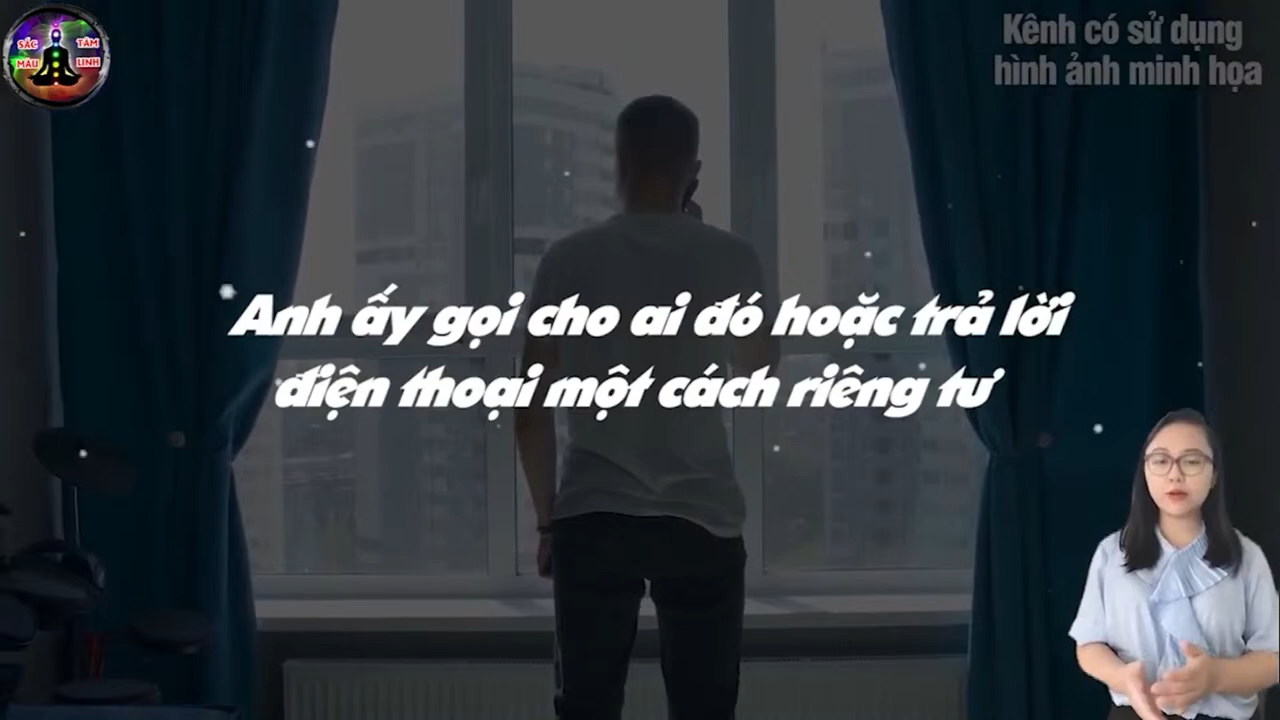 SẮC TÂM
MÀU LINH
Kênh có sử dụng
hình ảnh minh họa
Anh ấy gọi cho ai đó hoặc trả lời
điện thoại một cách riêng tư